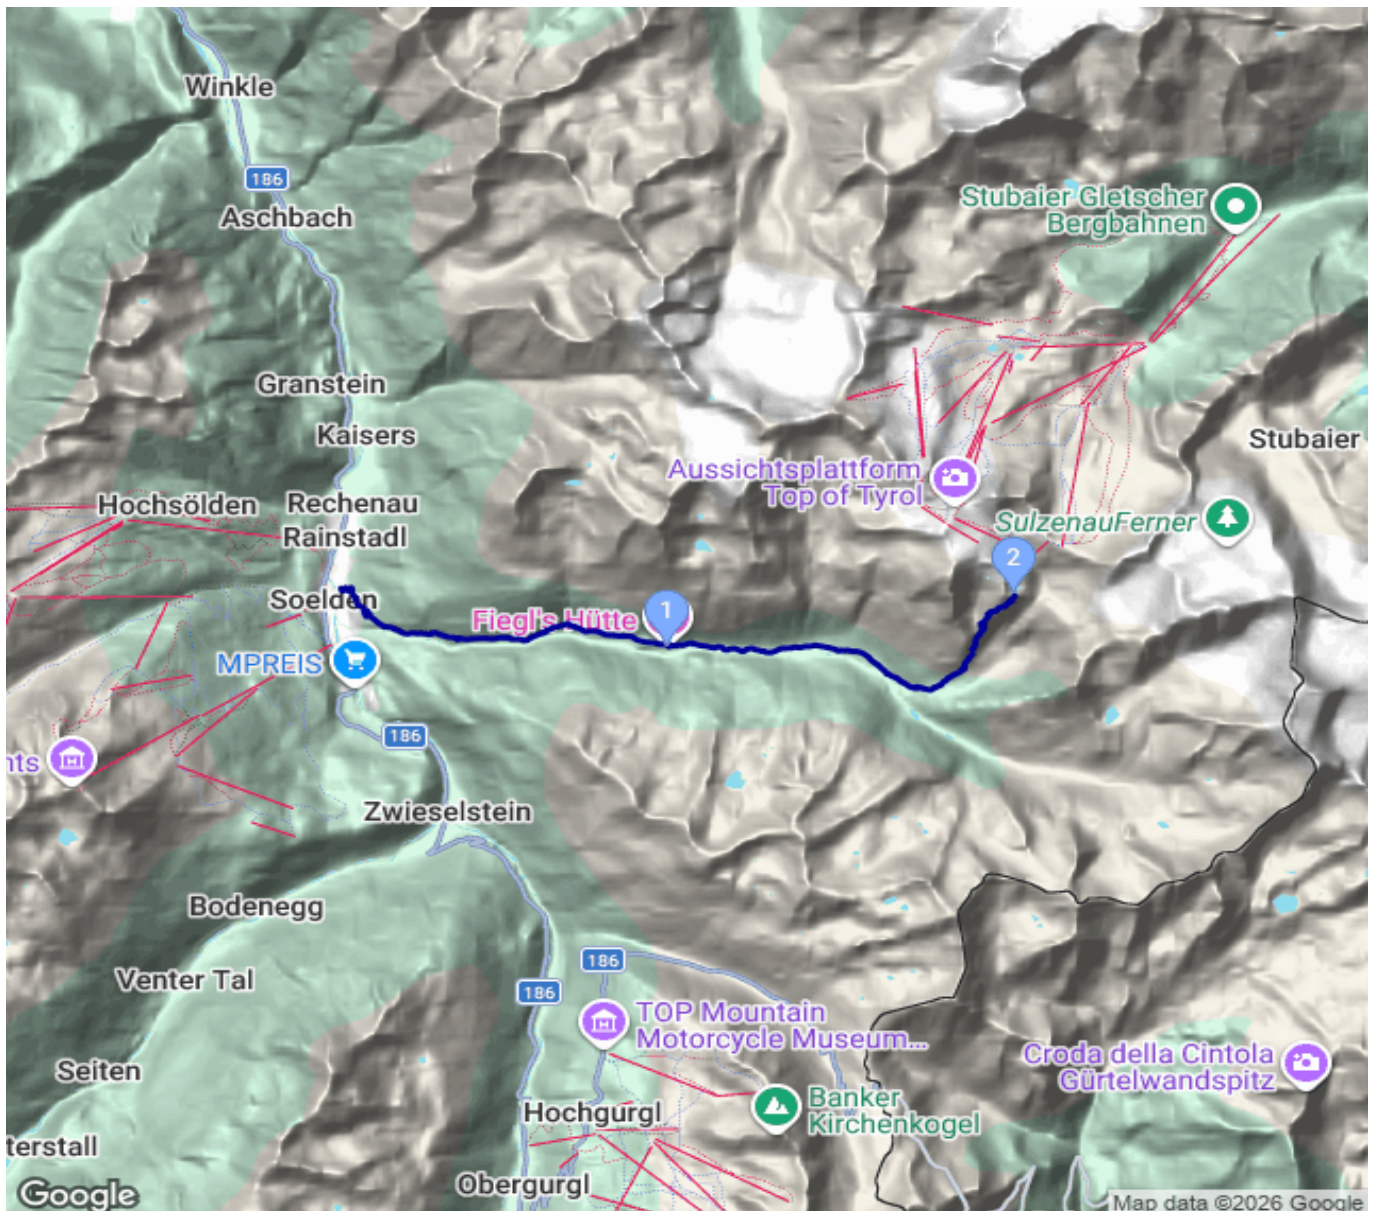 Winkle
186
Aschbach
Stubaier Gletscher
Bergbahnen
Granstein
Kaisers
Stubaier
Aussichtsplattform
Top of Tyrol
Hochsölden
Rechenau
Rainstadl
SulzenauFerner
2
Soelden
Fiegl's Hütte
1
MPREIS
186
nts
Zwieselstein
Bodenegg
186
Venter Tal
186
TOP Mountain
Motorcycle Museum...
Croda della Cintola
Gürtelwandspitz
Seiten
Banker
Kirchenkogel
Hochgurgl
terstall
Obergurgl
Google
Map data ©2026 Google